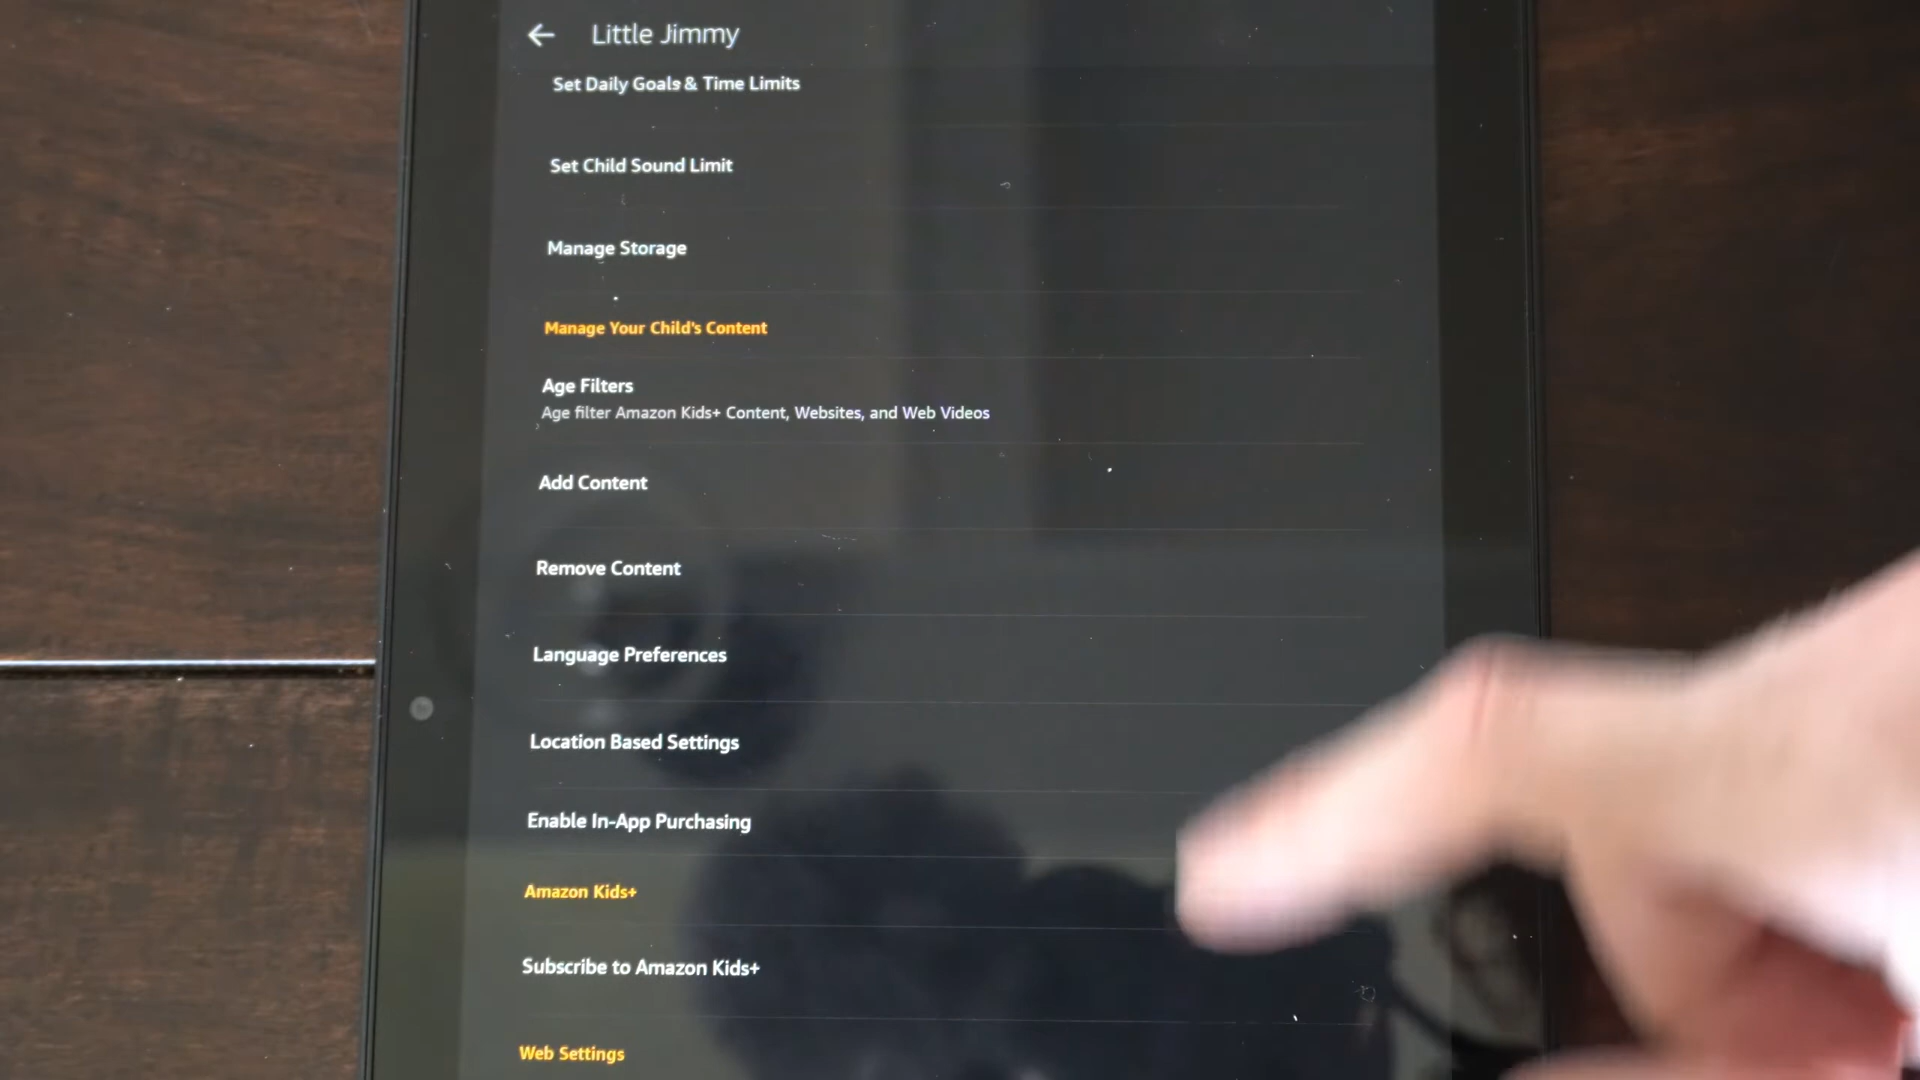 Little Jimmy
Set Daily Goals & Time Limits
Set Child Sound Limit
Manage Storage
Manage Your Child's Content
Age Filters
Age filter Amazon Kids+ Content, Websites, and Web Videos
Add Content
Remove Content
Language Preferences
Location Based Settings
Enable In-App Purchasing
Amazon Kids+
Subscribe to Amazon Kids+
Web Settings